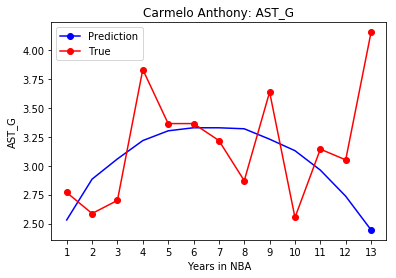 Carmelo Anthony: AST_G
Prediction
True
AST_G
4.00
3.75
3.50
3.25
3.00
2.75
2.50
1 2 3 4 5 6 7 8 9 10 11 12 13
Years in NBA